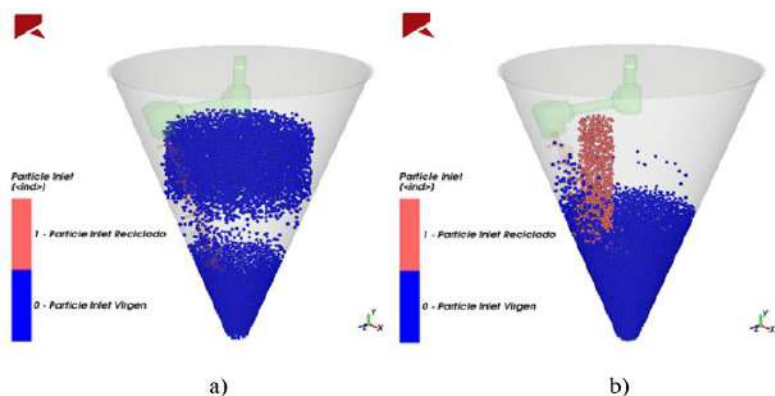 Particle Inlet
(<ind>)
1 - Particle Inlet Reciclado
0 - Particle Inlet Virgen
Y
Z X
a)
Particle Inlet
(<ind>)
1 - Particle Inlet Reciclado
0 - Particle Inlet Virgen
Y
Z X
b)